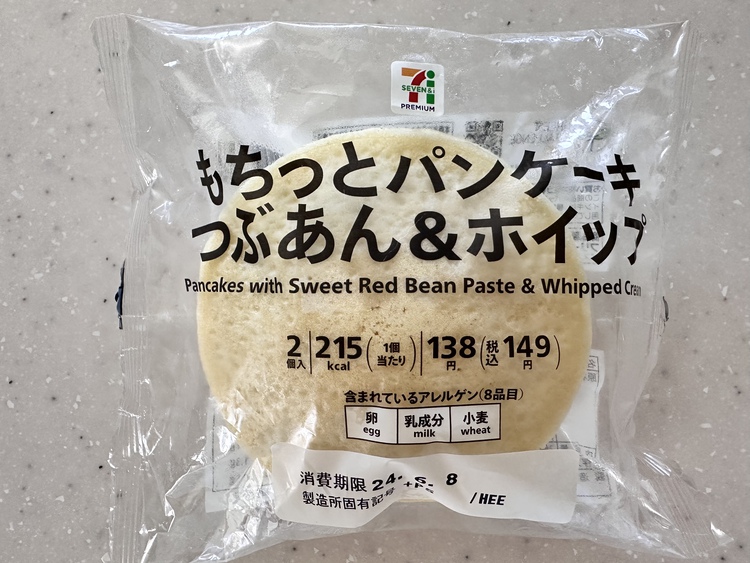 SEVEN&i
PREMIUM
もちっとパンケーキ
つぶあん&ホイップ
Pancakes with Sweet Red Bean Paste & Whipped Cream
2個入 215kcal (1個当たり) 138円 (税込149円)
含まれているアレルゲン(8品目)
卵 乳成分 小麦
egg milk wheat
消費期限 24. 8
製造所固有記号 /HEE